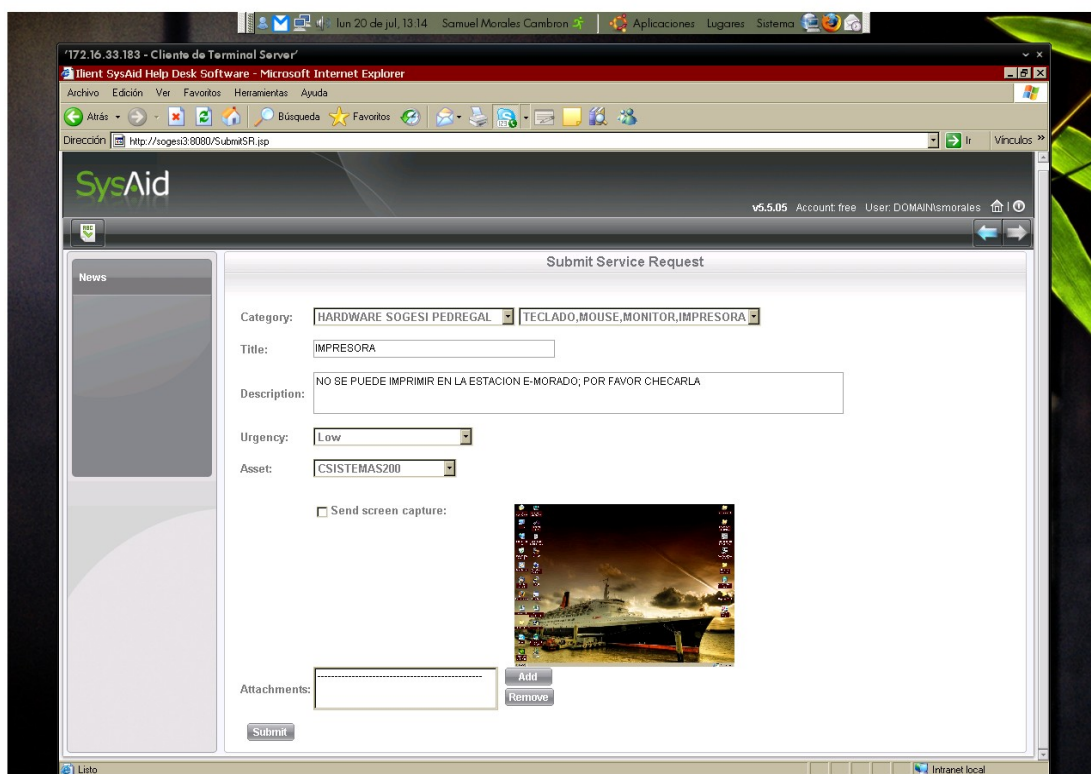 lun 20 de jul, 13:14 Samuel Morales Cambron Aplicaciones Lugares Sistema
'172.16.33.183 - Cliente de Terminal Server'
Ilient SysAid Help Desk Software - Microsoft Internet Explorer
Archivo Edición Ver Favoritos Herramientas Ayuda
Atrás Búsqueda Favoritos
Dirección http://sogesi3:8080/SubmitSR.jsp Ir Vínculos »
SysAid
v5.5.05 Account: free User: DOMAIN\smorales
ABC
Submit Service Request
News
Category: HARDWARE SOGESI PEDREGAL TECLADO,MOUSE,MONITOR,IMPRESORA
Title: IMPRESORA
Description: NO SE PUEDE IMPRIMIR EN LA ESTACION E-MORADO; POR FAVOR CHECARLA
Urgency: Low
Asset: CSISTEMAS200
Send screen capture:
Attachments: ------------------------------------------------
Add
Remove
Submit
Listo Intranet local